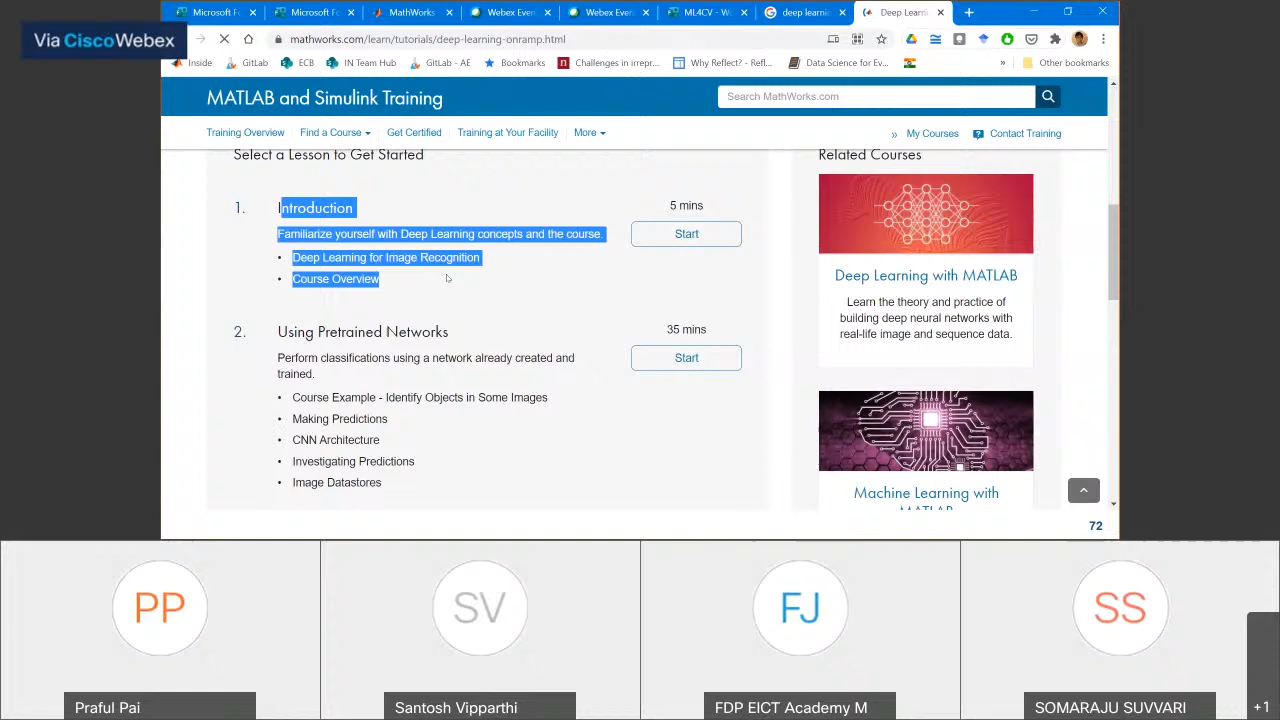 Via CiscoWebex
Microsoft Fo
Microsoft Fo
MathWorks
Webex Even
Webex Even
ML4CV - Wo
deep learnin
Deep Learni
mathworks.com/learn/tutorials/deep-learning-onramp.html
Inside
GitLab
ECB
IN Team Hub
GitLab - AE
Bookmarks
Challenges in irrepr...
Why Reflect? - Refl...
Data Science for Ev...
»
Other bookmarks
MATLAB and Simulink Training
Search MathWorks.com
Training Overview
Find a Course
Get Certified
Training at Your Facility
More
» My Courses
Contact Training
Select a Lesson to Get Started
Related Courses
1. Introduction
5 mins
Familiarize yourself with Deep Learning concepts and the course.
Start
• Deep Learning for Image Recognition
• Course Overview
Deep Learning with MATLAB
Learn the theory and practice of
building deep neural networks with
real-life image and sequence data.
2. Using Pretrained Networks
35 mins
Perform classifications using a network already created and
trained.
Start
• Course Example - Identify Objects in Some Images
• Making Predictions
• CNN Architecture
• Investigating Predictions
• Image Datastores
Machine Learning with
MATLAB
72
PP
SV
FJ
SS
Praful Pai
Santosh Vipparthi
FDP EICT Academy M
SOMARAJU SUVVARI
+1